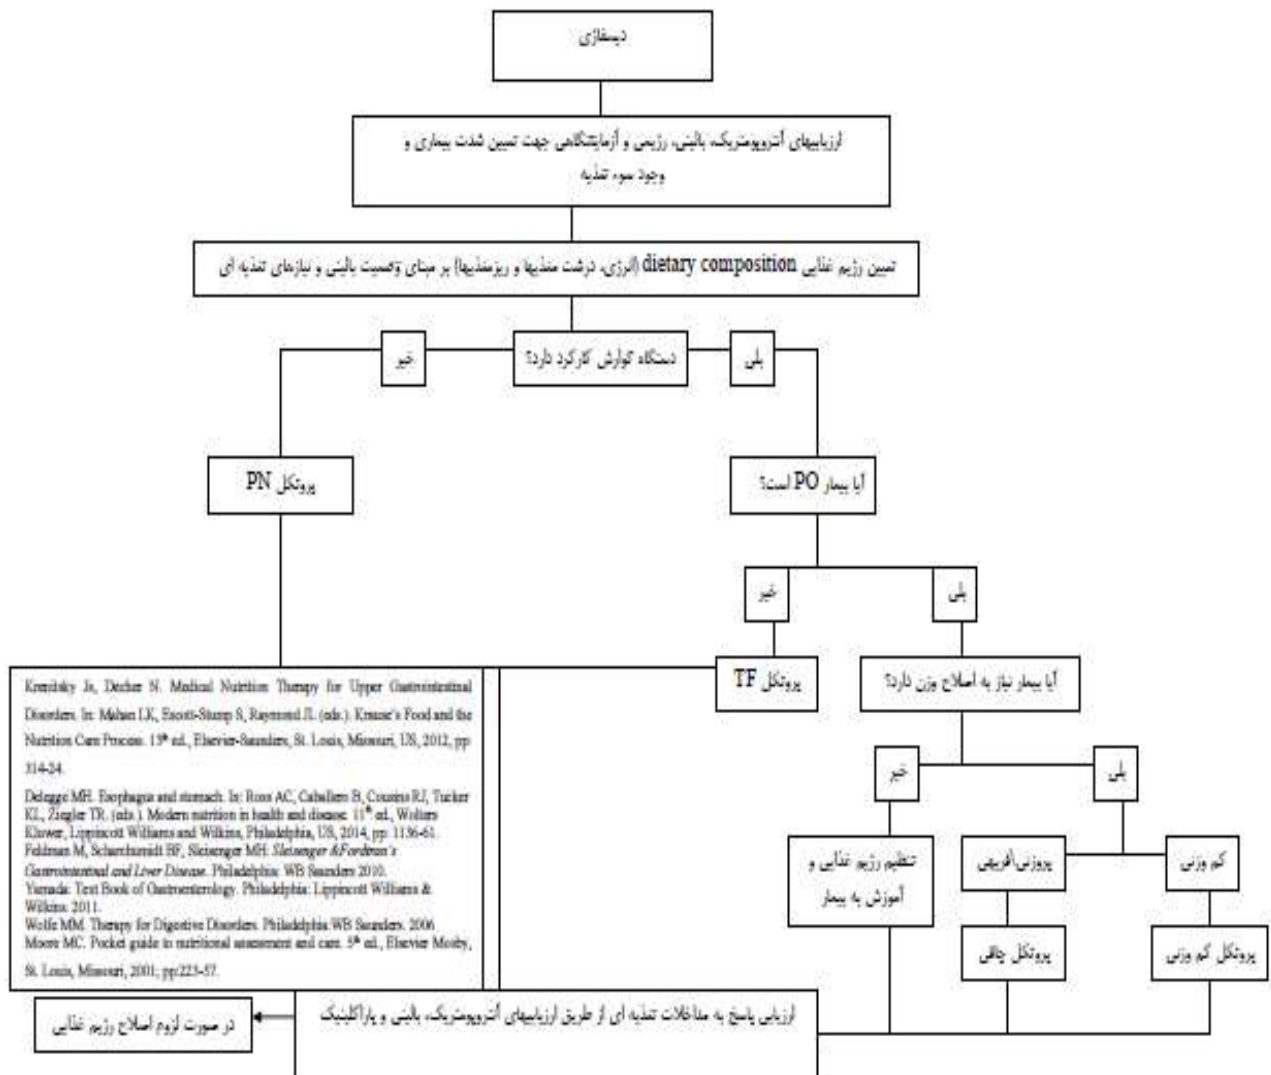 دیسفاژی
ارزیابیهای آنتروپومتریک، بالینی، رژیمی و آزمایشگاهی جهت تعیین شدت بیماری و
وجود سوء تغذیه
تعیین رژیم غذایی dietary composition (انرژی، درشت مغذیها و ریزمغذیها) بر مبنای وضعیت بالینی و نیازهای تغذیه ای
دستگاه گوارش کارکرد دارد؟
بلی
خیر
آیا بیمار PO است؟
پروتکل PN
بلی
خیر
آیا بیمار نیاز به اصلاح وزن دارد؟
پروتکل TF
بلی
خیر
کم وزنی
پروزنی\فربهی
تنظیم رژیم غذایی و
آموزش به بیمار
پروتکل کم وزنی
پروتکل چاقی
Krenitsky Js, Decher N. Medical Nutrition Therapy for Upper Gastrointestinal
Disorders. In: Mahan LK, Escott-Stump S, Raymond JL (eds.). Krause's Food and the
Nutrition Care Process. 13th ed., Elsevier-Saunders, St. Louis, Missouri, US, 2012, pp
314-24.
Delegge MH. Esophagus and stomach. In: Ross AC, Caballero B, Cousins RJ, Tucker
KL, Ziegler TR. (eds.). Modern nutrition in health and disease. 11th ed., Wolters
Kluwer, Lippincott Williams and Wilkins, Philadelphia, US, 2014, pp: 1136-61.
Feldman M, Scharchumidt BF, Sleisenger MH: Sleisenger &Fordtran's
Gastrointestinal and Liver Disease. Philadelphia: WB Saunders 2010.
Yamada: Text Book of Gastroenterology. Philadelphia: Lippincott Williams &
Wilkins. 2011.
Wolfe MM. Therapy for Digestive Disorders. Philadelphia:WB Saunders. 2006
Moore MC. Pocket guide to nutritional assessment and care. 5th ed., Elsevier Mosby,
St. Louis, Missouri, 2001; pp:223-57.
ارزیابی پاسخ به مداخلات تغذیه ای از طریق ارزیابیهای آنتروپومتریک، بالینی و پاراکلینیک
در صورت لزوم اصلاح رژیم غذایی